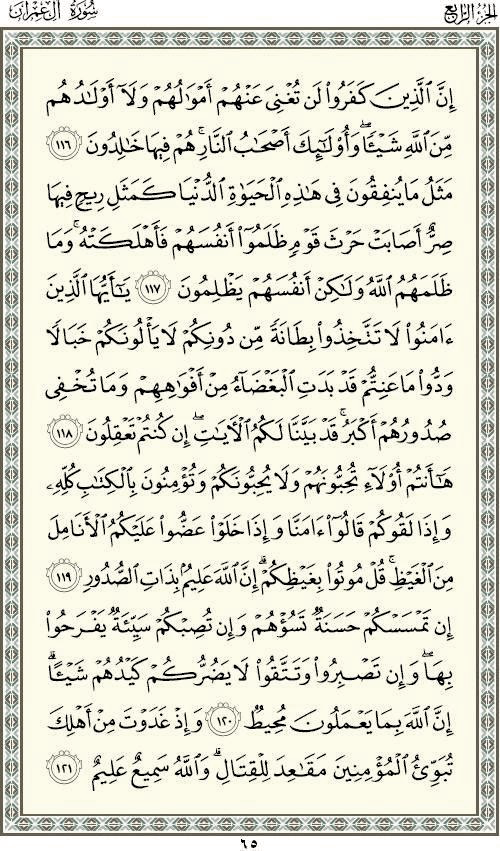 الجزء الرابع
سورة آل عمران
إِنَّ ٱلَّذِينَ كَفَرُوا۟ لَن تُغْنِىَ عَنْهُمْ أَمْوَٰلُهُمْ وَلَآ أَوْلَٰدُهُم
مِّنَ ٱللَّهِ شَيْـًٔا ۖ وَأُو۟لَٰٓئِكَ أَصْحَٰبُ ٱلنَّارِ ۚ هُمْ فِيهَا خَٰلِدُونَ ١١٦
مَثَلُ مَا يُنفِقُونَ فِى هَٰذِهِ ٱلْحَيَوٰةِ ٱلدُّنْيَا كَمَثَلِ رِيحٍ فِيهَا
صِرٌّ أَصَابَتْ حَرْثَ قَوْمٍ ظَلَمُوٓا۟ أَنفُسَهُمْ فَأَهْلَكَتْهُ ۚ وَمَا
ظَلَمَهُمُ ٱللَّهُ وَلَٰكِنْ أَنفُسَهُمْ يَظْلِمُونَ ١١٧ يَٰٓأَيُّهَا ٱلَّذِينَ
ءَامَنُوا۟ لَا تَتَّخِذُوا۟ بِطَانَةً مِّن دُونِكُمْ لَا يَأْلُونَكُمْ خَبَالًا
وَدُّوا۟ مَا عَنِتُّمْ قَدْ بَدَتِ ٱلْبَغْضَآءُ مِنْ أَفْوَٰهِهِمْ وَمَا تُخْفِى
صُدُورُهُمْ أَكْبَرُ ۚ قَدْ بَيَّنَّا لَكُمُ ٱلْـَٔايَٰتِ ۖ إِن كُنتُمْ تَعْقِلُونَ ١١٨
هَٰٓأَنتُمْ أُو۟لَآءِ تُحِبُّونَهُمْ وَلَا يُحِبُّونَكُمْ وَتُؤْمِنُونَ بِٱلْكِتَٰبِ كُلِّهِۦ
وَإِذَا لَقُوكُمْ قَالُوٓا۟ ءَامَنَّا وَإِذَا خَلَوْا۟ عَضُّوا۟ عَلَيْكُمُ ٱلْأَنَامِلَ
مِنَ ٱلْغَيْظِ ۚ قُلْ مُوتُوا۟ بِغَيْظِكُمْ ۗ إِنَّ ٱللَّهَ عَلِيمٌۢ بِذَاتِ ٱلصُّدُورِ ١١٩
إِن تَمْسَسْكُمْ حَسَنَةٌ تَسُؤْهُمْ وَإِن تُصِبْكُمْ سَيِّئَةٌ يَفْرَحُوا۟
بِهَا ۖ وَإِن تَصْبِرُوا۟ وَتَتَّقُوا۟ لَا يَضُرُّكُمْ كَيْدُهُمْ شَيْـًٔا ۗ
إِنَّ ٱللَّهَ بِمَا يَعْمَلُونَ مُحِيطٌ ١٢٠ وَإِذْ غَدَوْتَ مِنْ أَهْلِكَ
تُبَوِّئُ ٱلْمُؤْمِنِينَ مَقَٰعِدَ لِلْقِتَالِ ۗ وَٱللَّهُ سَمِيعٌ عَلِيمٌ ١٢١
٦٥